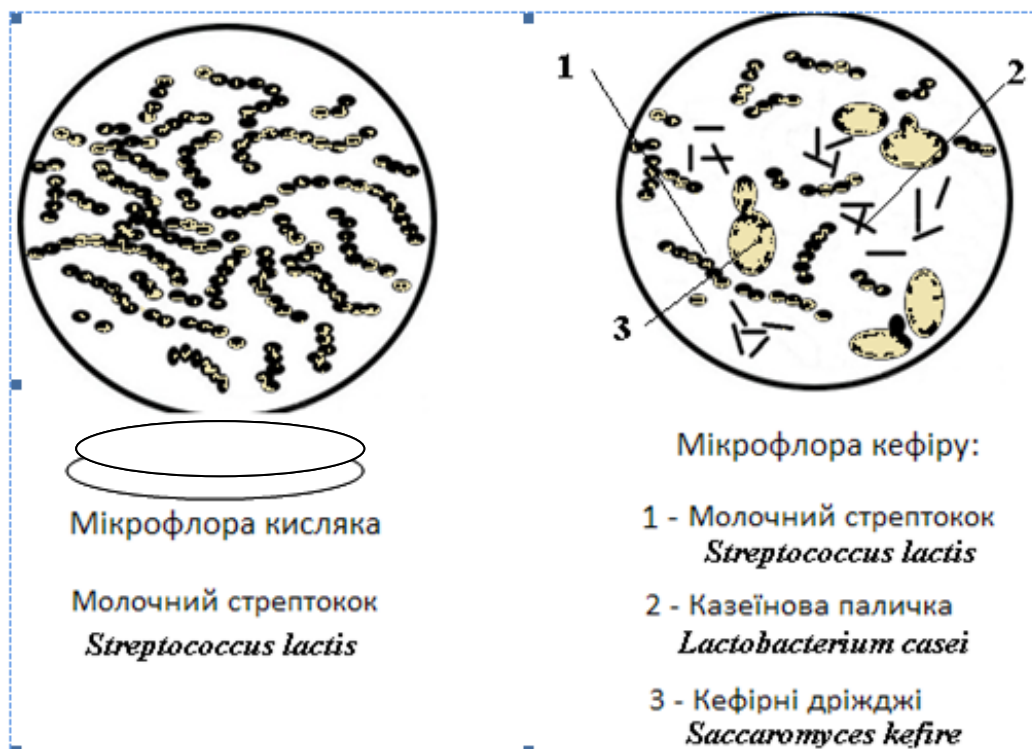 1
2
3
Мікрофлора кисляка
Молочний стрептокок
Streptococcus lactis
Мікрофлора кефіру:
1 - Молочний стрептокок
Streptococcus lactis
2 - Казеїнова паличка
Lactobacterium casei
3 - Кефірні дріжджі
Saccaromyces kefire